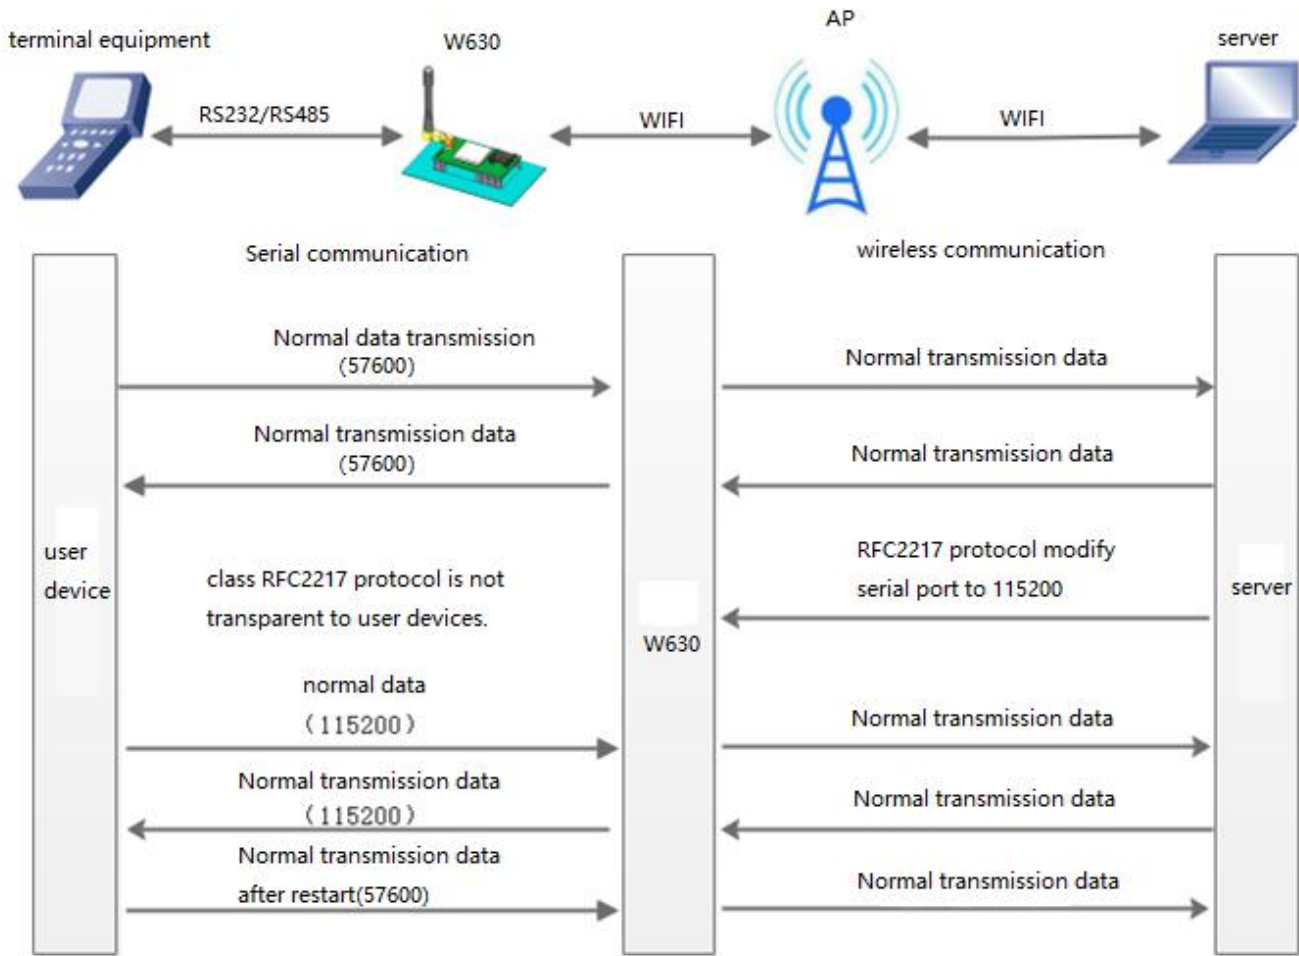 AP
terminal equipment
W630
server
RS232/RS485
WIFI
WIFI
Serial communication
wireless communication
Normal data transmission
(57600)
Normal transmission data
Normal transmission data
(57600)
Normal transmission data
user
device
class RFC2217 protocol is not
transparent to user devices.
RFC2217 protocol modify
serial port to 115200
server
W630
normal data
(115200)
Normal transmission data
Normal transmission data
(115200)
Normal transmission data
Normal transmission data
after restart(57600)
Normal transmission data